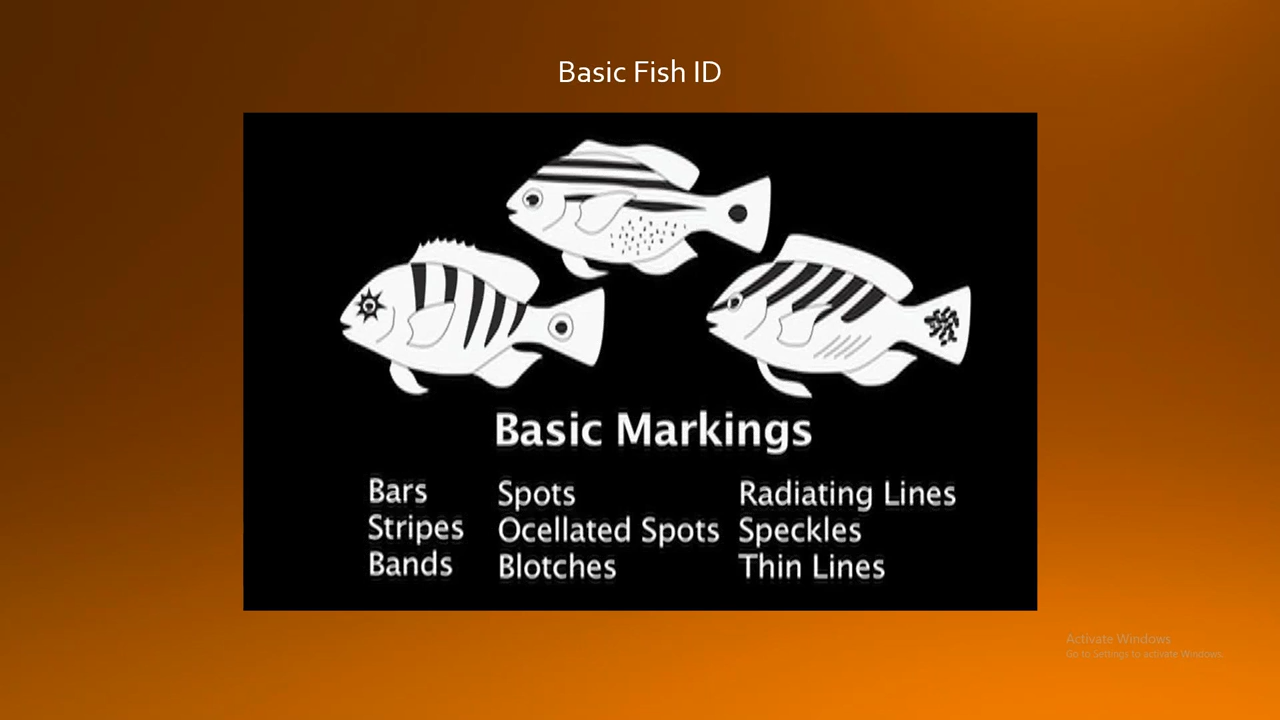 Basic Fish ID
Basic Markings
Bars Spots Radiating Lines
Stripes Ocellated Spots Speckles
Bands Blotches Thin Lines
Activate Windows
Go to Settings to activate Windows.